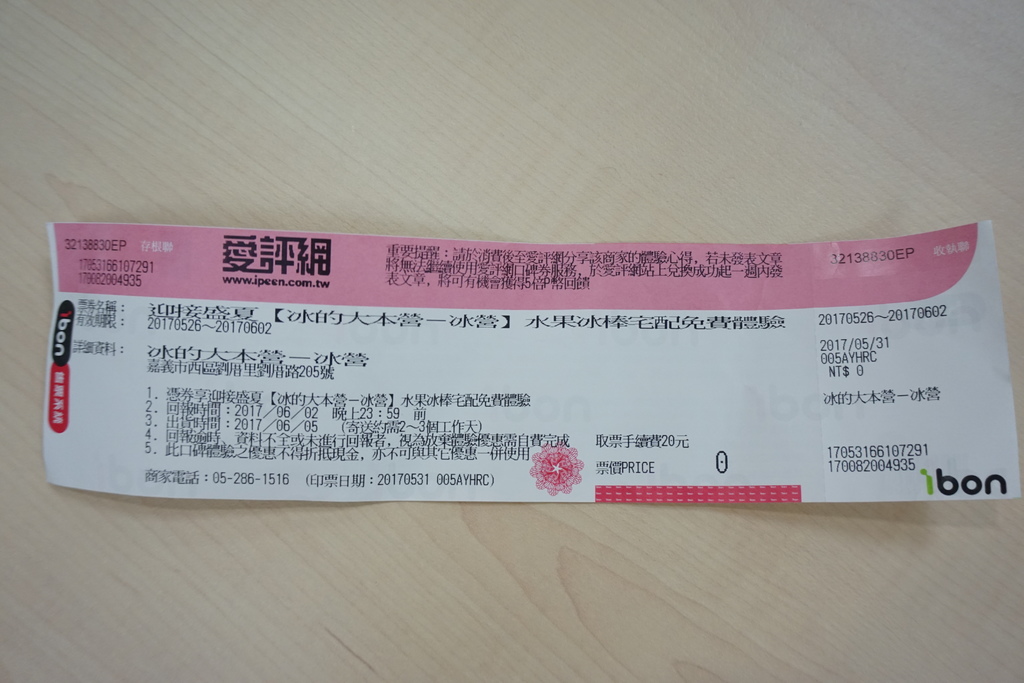 32138830EP 存根聯
17053166107291
170082004935
愛評網
www.ipeen.com.tw
重要提醒：請於消費後至愛評網分享該商家的體驗心得，若未發表文章
將無法繼續使用愛評網口碑券服務，於愛評網站上兌換成功起一週內發
表文章，將可有機會獲得5倍P幣回饋
32138830EP 收執聯
ibon
票券名稱： 迎接盛夏【冰的大本營－冰營】水果冰棒宅配免費體驗
有效期限： 20170526～20170602
詳細資料： 冰的大本營－冰營
嘉義市西區劉厝里劉厝路205號
1. 憑券享迎接盛夏【冰的大本營－冰營】水果冰棒宅配免費體驗
2. 回報時間：2017／06／02 晚上23：59 前
3. 出貨時間：2017／06／05 (寄送約需2～3個工作天)
4. 回報逾時、資料不全或未進行回報者，視為放棄體驗優惠需自費完成
5. 此口碑體驗之優惠不得折抵現金，亦不可與其它優惠一併使用
商家電話：05-286-1516 (印票日期：20170531 005AYHRC)
取票手續費20元
票價PRICE 0
20170526～20170602
2017/05/31
005AYHRC
NT$ 0
冰的大本營－冰營
17053166107291
170082004935
ibon